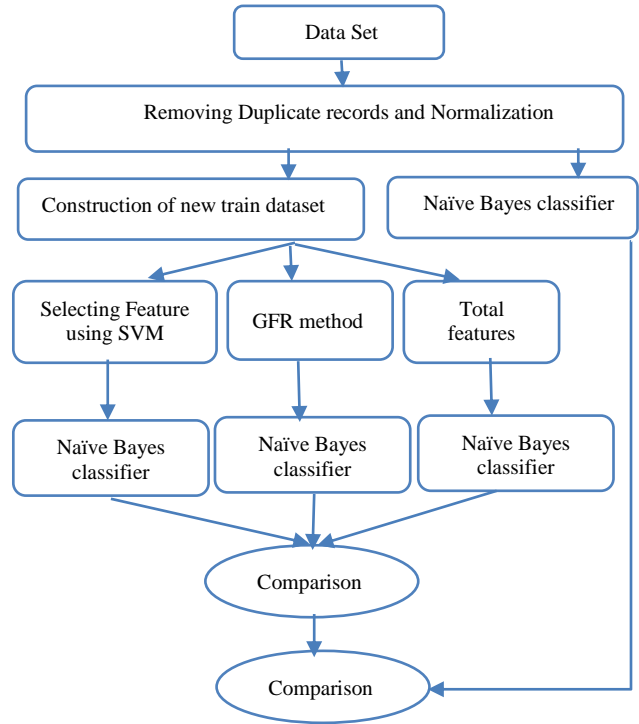 Data Set
Removing Duplicate records and Normalization
Construction of new train dataset
Naïve Bayes classifier
Selecting Feature
using SVM
GFR method
Total
features
Naïve Bayes
classifier
Naïve Bayes
classifier
Naïve Bayes
classifier
Comparison
Comparison